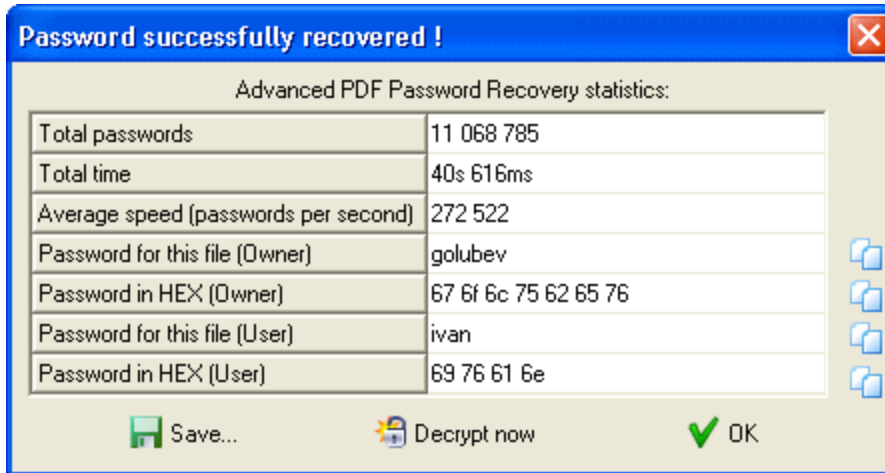 Password successfully recovered !
Advanced PDF Password Recovery statistics:
Total passwords 11 068 785
Total time 40s 616ms
Average speed (passwords per second) 272 522
Password for this file (Owner) golubev
Password in HEX (Owner) 67 6f 6c 75 62 65 76
Password for this file (User) ivan
Password in HEX (User) 69 76 61 6e
Save... Decrypt now OK